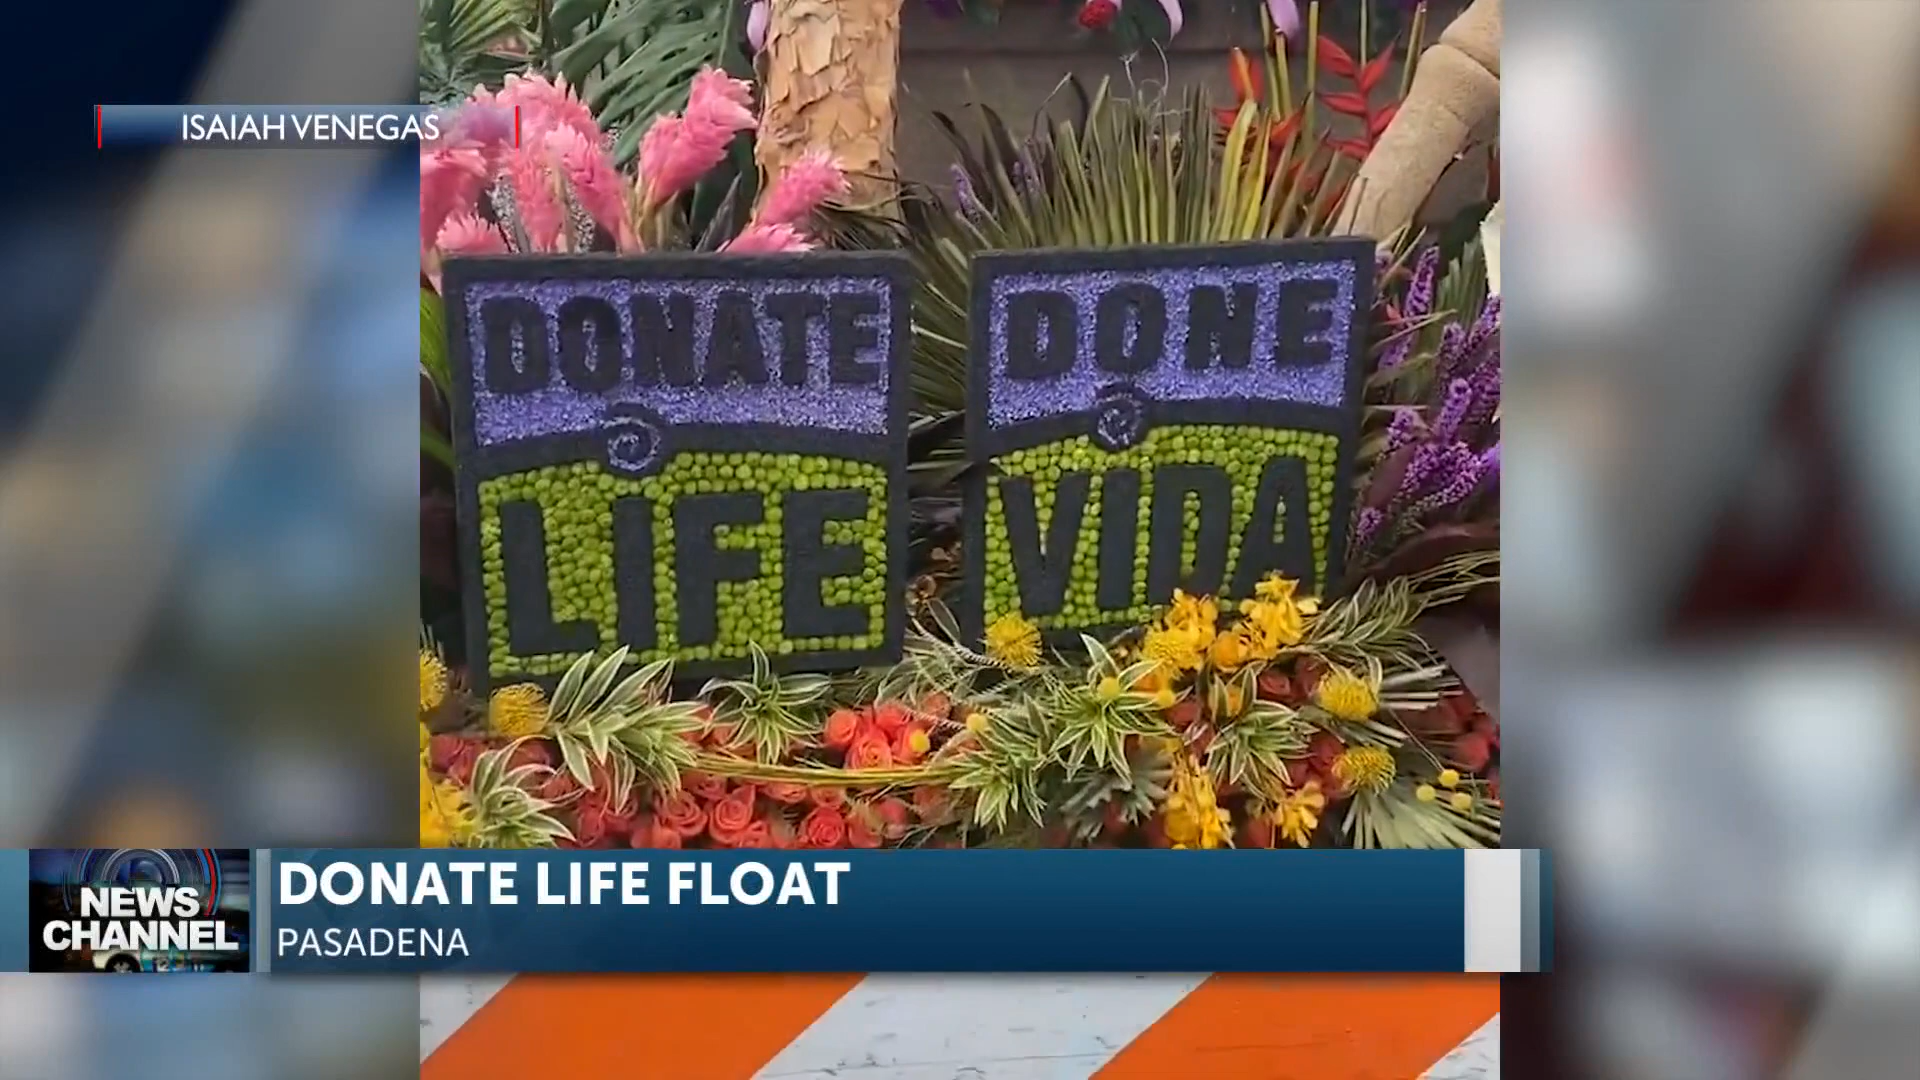 ISAIAH VENEGAS
DONATE
LIFE
DONE
VIDA
NEWS
CHANNEL
DONATE LIFE FLOAT
PASADENA